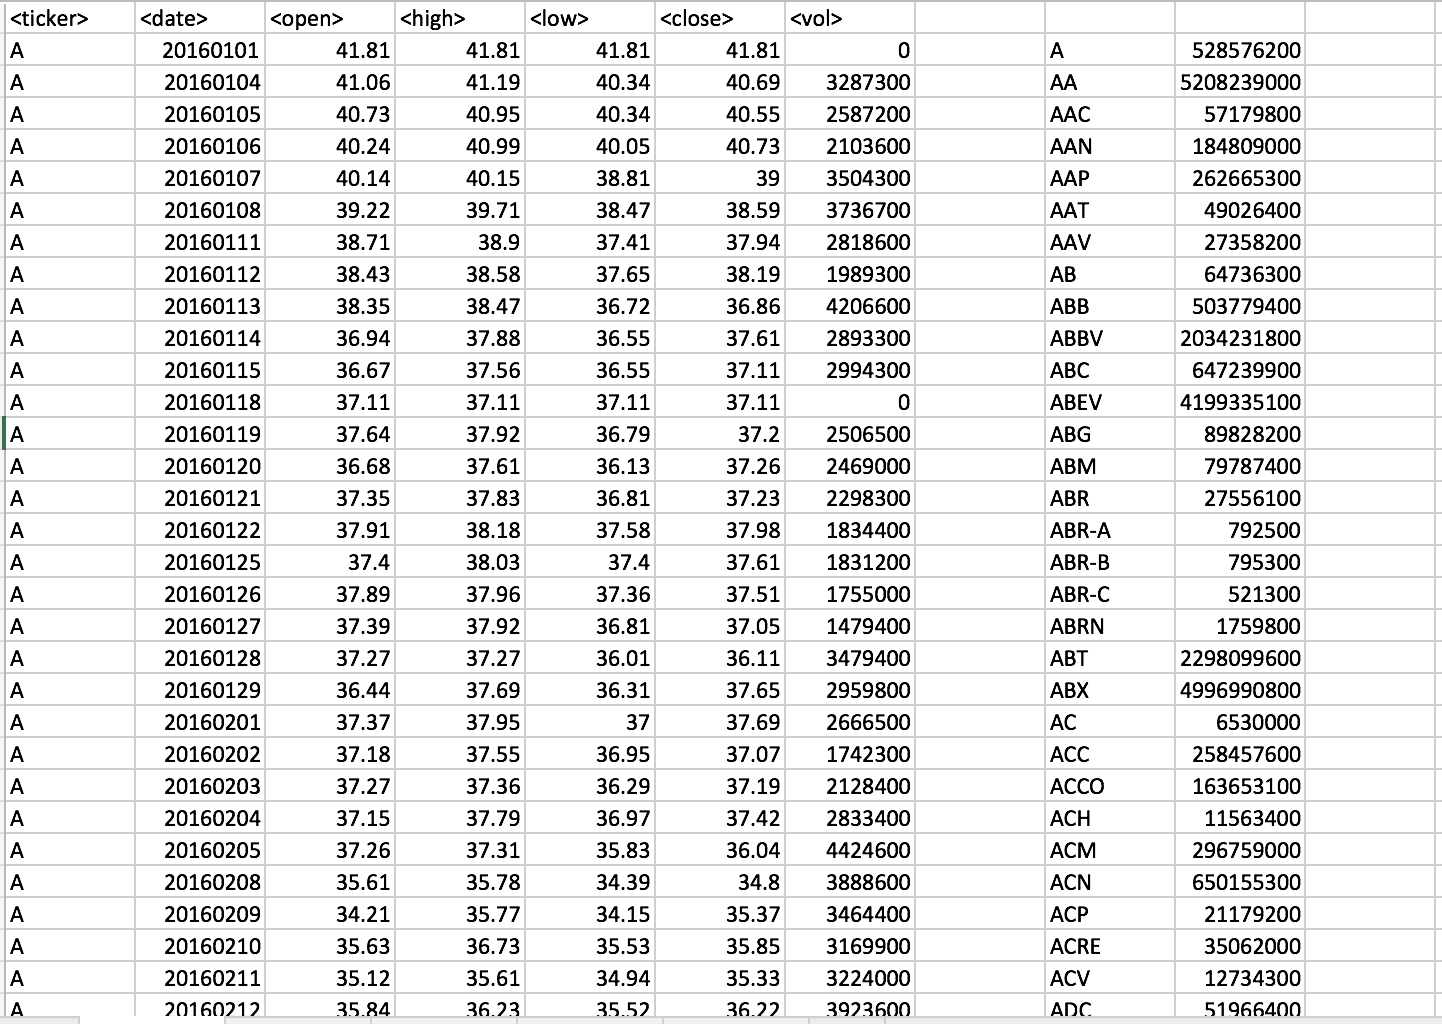 <ticker> <date> <open> <high> <low> <close> <vol>
A 20160101 41.81 41.81 41.81 41.81 0 A 528576200
A 20160104 41.06 41.19 40.34 40.69 3287300 AA 5208239000
A 20160105 40.73 40.95 40.34 40.55 2587200 AAC 57179800
A 20160106 40.24 40.99 40.05 40.73 2103600 AAN 184809000
A 20160107 40.14 40.15 38.81 39 3504300 AAP 262665300
A 20160108 39.22 39.71 38.47 38.59 3736700 AAT 49026400
A 20160111 38.71 38.9 37.41 37.94 2818600 AAV 27358200
A 20160112 38.43 38.58 37.65 38.19 1989300 AB 64736300
A 20160113 38.35 38.47 36.72 36.86 4206600 ABB 503779400
A 20160114 36.94 37.88 36.55 37.61 2893300 ABBV 2034231800
A 20160115 36.67 37.56 36.55 37.11 2994300 ABC 647239900
A 20160118 37.11 37.11 37.11 37.11 0 ABEV 4199335100
A 20160119 37.64 37.92 36.79 37.2 2506500 ABG 89828200
A 20160120 36.68 37.61 36.13 37.26 2469000 ABM 79787400
A 20160121 37.35 37.83 36.81 37.23 2298300 ABR 27556100
A 20160122 37.91 38.18 37.58 37.98 1834400 ABR-A 792500
A 20160125 37.4 38.03 37.4 37.61 1831200 ABR-B 795300
A 20160126 37.89 37.96 37.36 37.51 1755000 ABR-C 521300
A 20160127 37.39 37.92 36.81 37.05 1479400 ABRN 1759800
A 20160128 37.27 37.27 36.01 36.11 3479400 ABT 2298099600
A 20160129 36.44 37.69 36.31 37.65 2959800 ABX 4996990800
A 20160201 37.37 37.95 37 37.69 2666500 AC 6530000
A 20160202 37.18 37.55 36.95 37.07 1742300 ACC 258457600
A 20160203 37.27 37.36 36.29 37.19 2128400 ACCO 163653100
A 20160204 37.15 37.79 36.97 37.42 2833400 ACH 11563400
A 20160205 37.26 37.31 35.83 36.04 4424600 ACM 296759000
A 20160208 35.61 35.78 34.39 34.8 3888600 ACN 650155300
A 20160209 34.21 35.77 34.15 35.37 3464400 ACP 21179200
A 20160210 35.63 36.73 35.53 35.85 3169900 ACRE 35062000
A 20160211 35.12 35.61 34.94 35.33 3224000 ACV 12734300
A 20160212 35.84 36.23 35.52 36.22 3923600 ADC 51966400